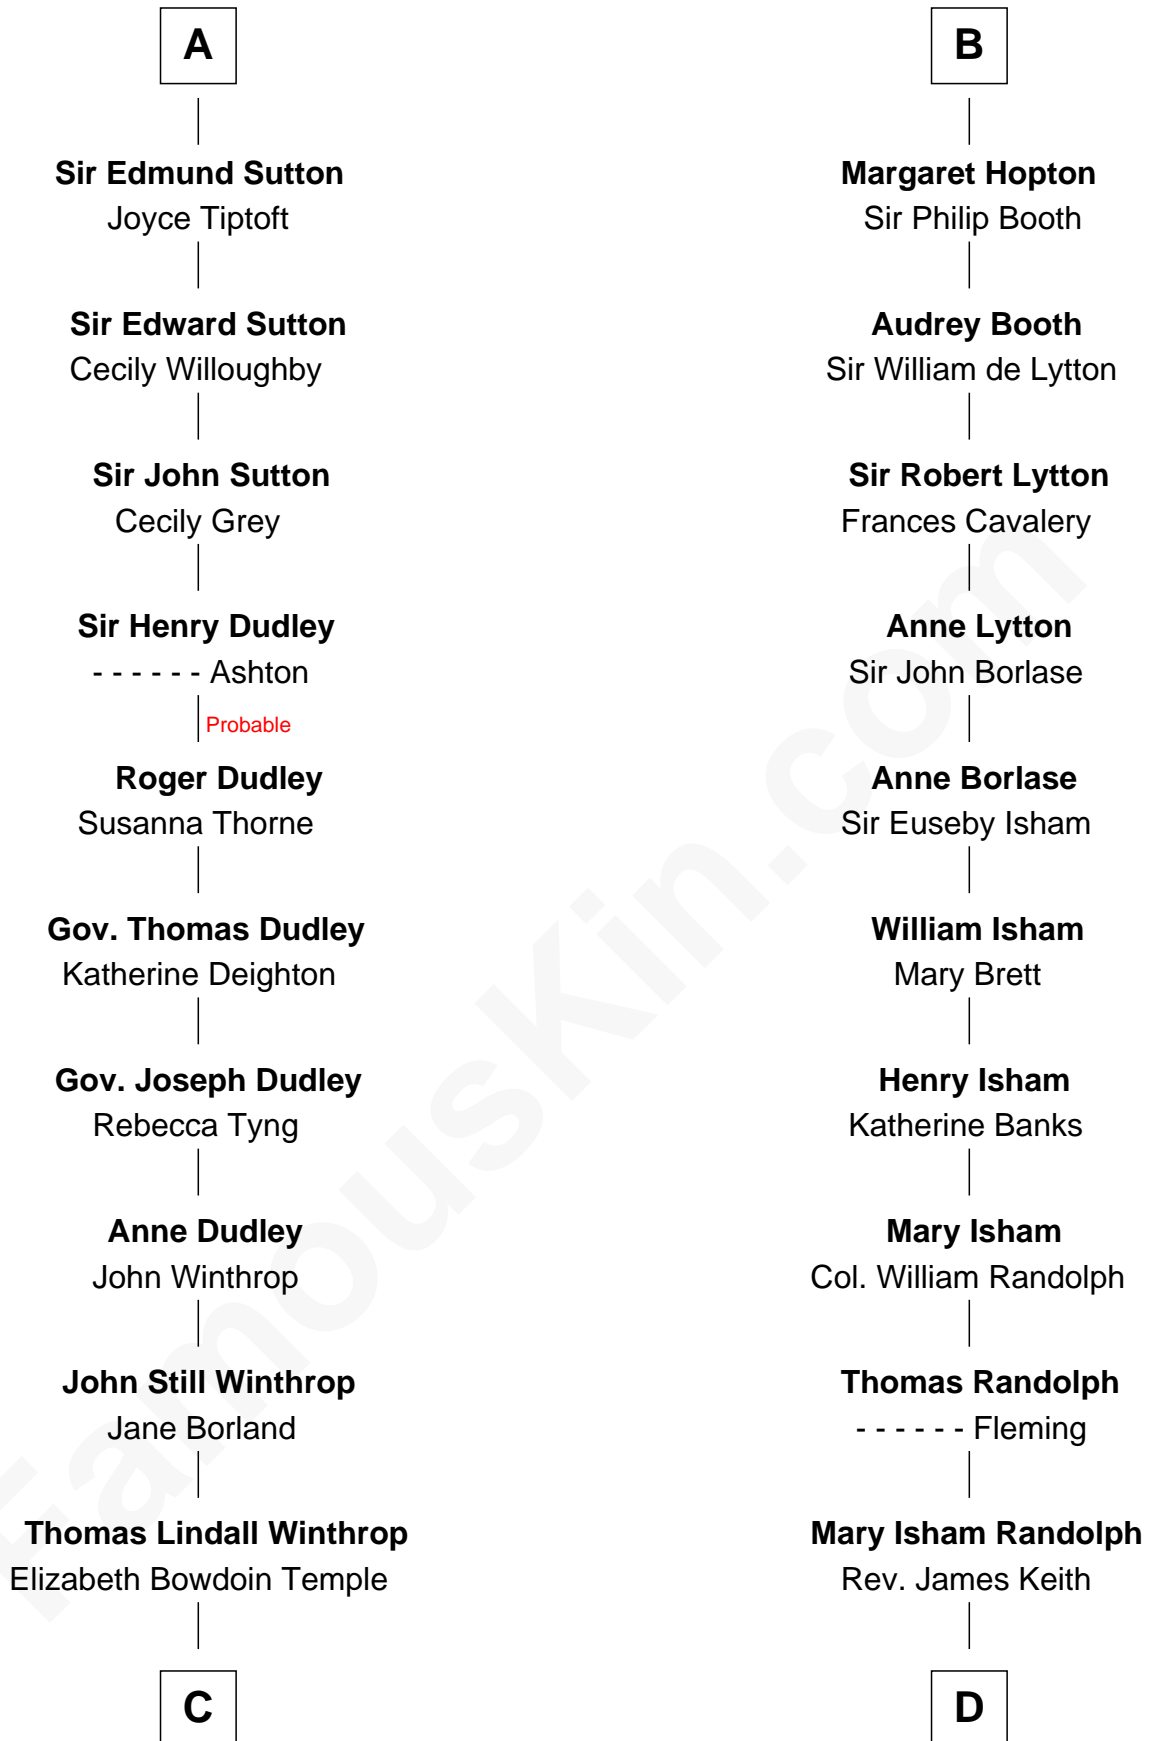 A
Sir Edmund Sutton
Joyce Tiptoft
Sir Edward Sutton
Cecily Willoughby
Sir John Sutton
Cecily Grey
Sir Henry Dudley
- - - - - - Ashton
Probable
Roger Dudley
Susanna Thorne
Gov. Thomas Dudley
Katherine Deighton
Gov. Joseph Dudley
Rebecca Tyng
Anne Dudley
John Winthrop
John Still Winthrop
Jane Borland
Thomas Lindall Winthrop
Elizabeth Bowdoin Temple
C
B
Margaret Hopton
Sir Philip Booth
Audrey Booth
Sir William de Lytton
Sir Robert Lytton
Frances Cavalery
Anne Lytton
Sir John Borlase
Anne Borlase
Sir Euseby Isham
William Isham
Mary Brett
Henry Isham
Katherine Banks
Mary Isham
Col. William Randolph
Thomas Randolph
- - - - - - Fleming
Mary Isham Randolph
Rev. James Keith
D
FamousKin.com